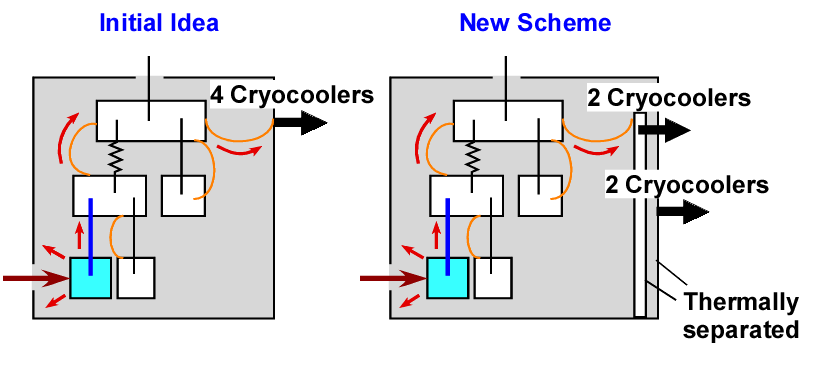 Initial Idea
New Scheme
4 Cryocoolers
2 Cryocoolers
2 Cryocoolers
Thermally
separated